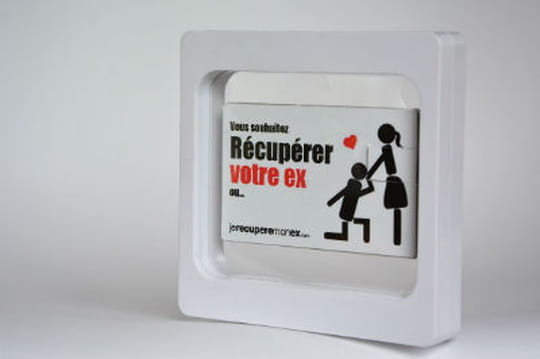 Vous souhaitez
Récupérer
votre ex
ou...
jerecuperemonex.com